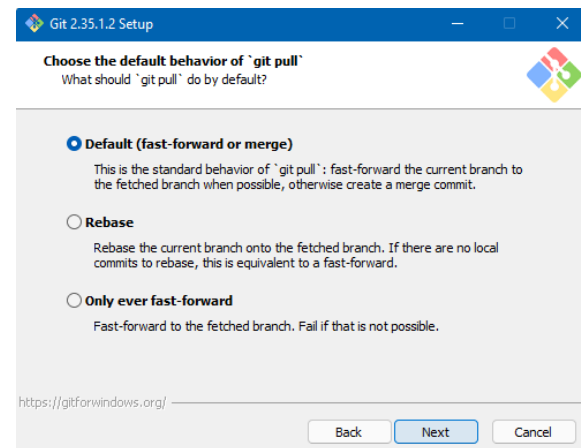 Git 2.35.1.2 Setup
Choose the default behavior of `git pull`
What should `git pull` do by default?
Default (fast-forward or merge)
This is the standard behavior of `git pull`: fast-forward the current branch to
the fetched branch when possible, otherwise create a merge commit.
Rebase
Rebase the current branch onto the fetched branch. If there are no local
commits to rebase, this is equivalent to a fast-forward.
Only ever fast-forward
Fast-forward to the fetched branch. Fail if that is not possible.
https://gitforwindows.org/
Back Next Cancel